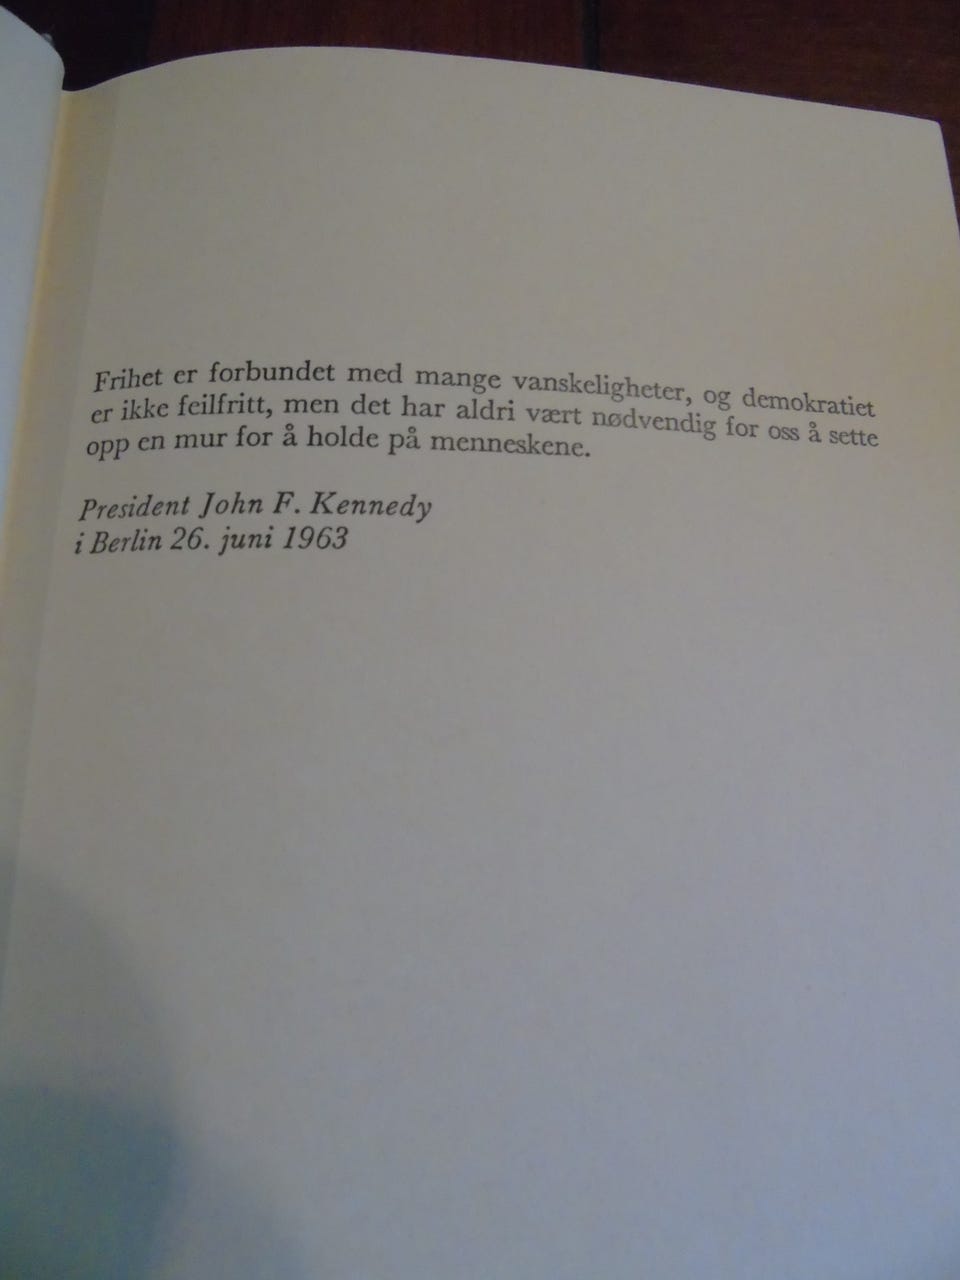 Frihet er forbundet med mange vanskeligheter, og demokratiet
er ikke feilfritt, men det har aldri vært nødvendig for oss å sette
opp en mur for å holde på menneskene.
President John F. Kennedy
i Berlin 26. juni 1963